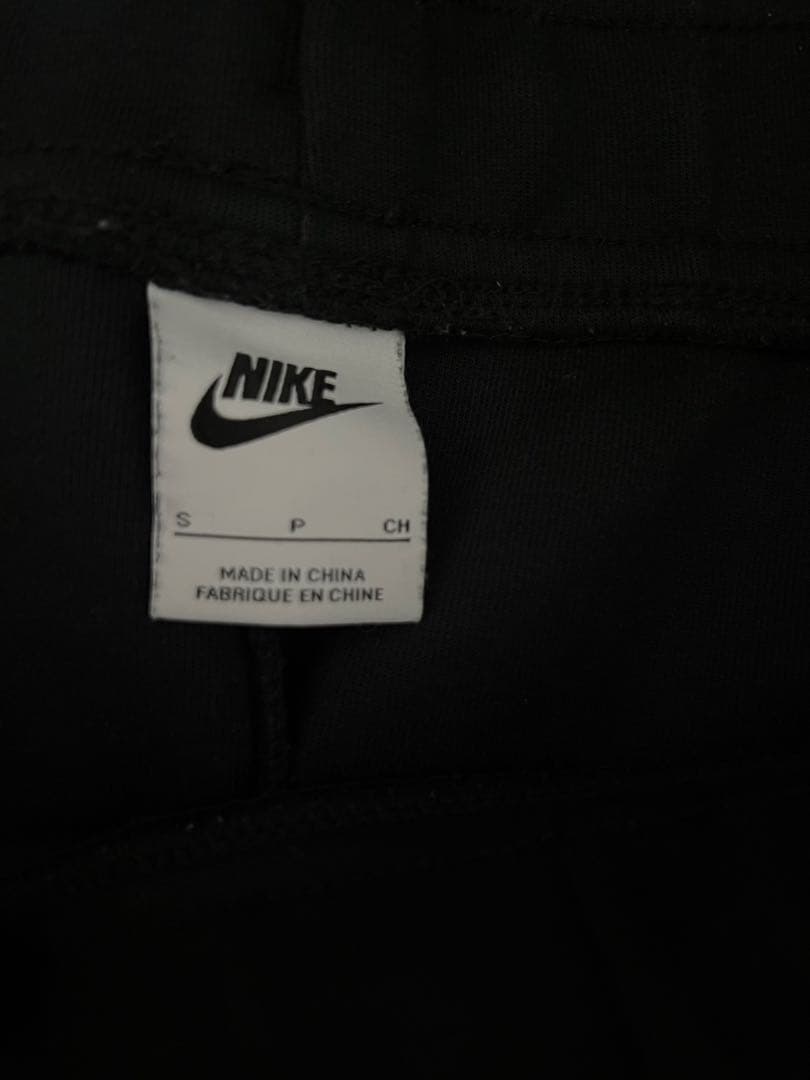 NIKE
S P CH
MADE IN CHINA
FABRIQUE EN CHINE